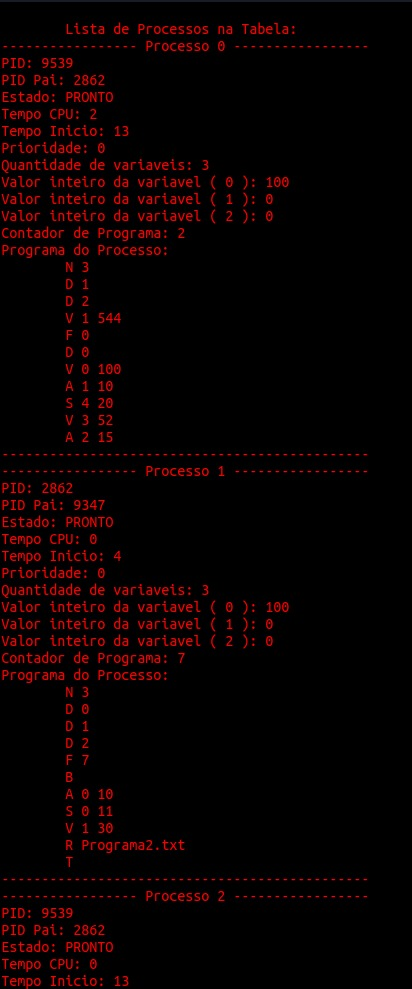 Lista de Processos na Tabela:
----------------- Processo 0 -----------------
PID: 9539
PID Pai: 2862
Estado: PRONTO
Tempo CPU: 2
Tempo Inicio: 13
Prioridade: 0
Quantidade de variaveis: 3
Valor inteiro da variavel ( 0 ): 100
Valor inteiro da variavel ( 1 ): 0
Valor inteiro da variavel ( 2 ): 0
Contador de Programa: 2
Programa do Processo:
N 3
D 1
D 2
V 1 544
F 0
D 0
V 0 100
A 1 10
S 4 20
V 3 52
A 2 15
----------------------------------------------
----------------- Processo 1 -----------------
PID: 2862
PID Pai: 9347
Estado: PRONTO
Tempo CPU: 0
Tempo Inicio: 4
Prioridade: 0
Quantidade de variaveis: 3
Valor inteiro da variavel ( 0 ): 100
Valor inteiro da variavel ( 1 ): 0
Valor inteiro da variavel ( 2 ): 0
Contador de Programa: 7
Programa do Processo:
N 3
D 0
D 1
D 2
F 7
B
A 0 10
S 0 11
V 1 30
R Programa2.txt
T
----------------------------------------------
----------------- Processo 2 -----------------
PID: 9539
PID Pai: 2862
Estado: PRONTO
Tempo CPU: 0
Tempo Inicio: 13